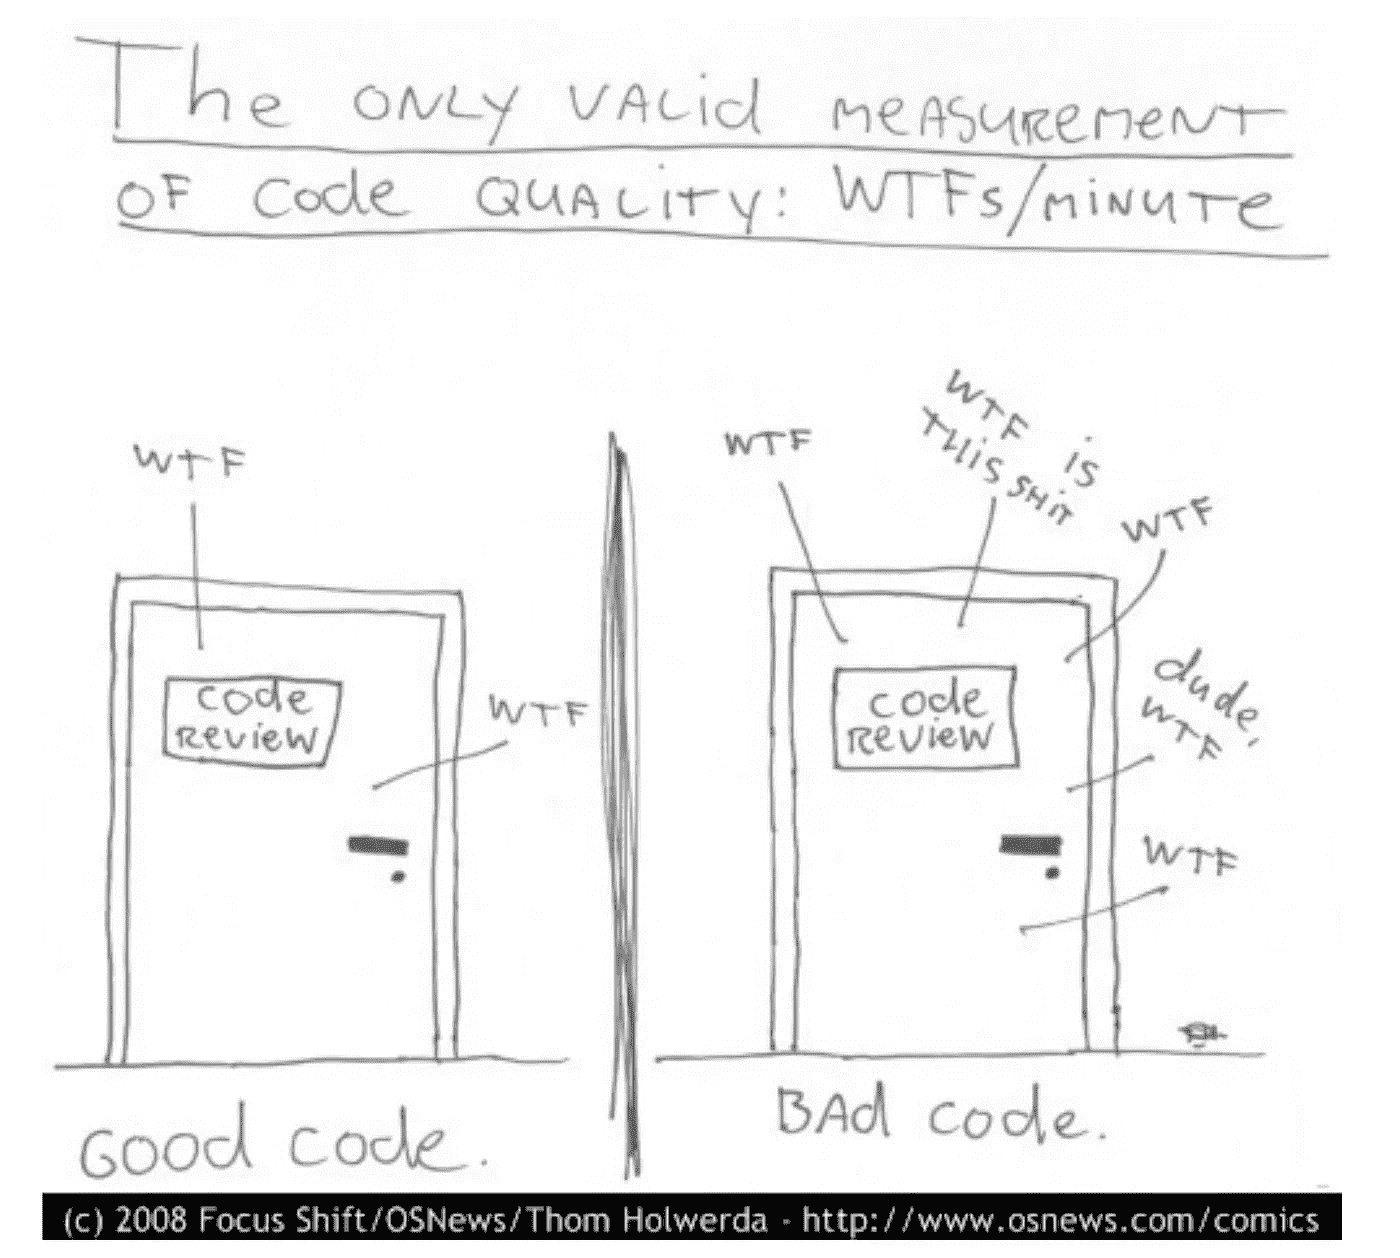 The ONLY VALid meASUREMENT
OF code QUALITY: WTFs/MINUTE
WTF
code
REVIEW
WTF
GOOD code.
WTF
WTF is
THiS SHiT
WTF
code
REVIEW
dude,
WTF
WTF
BAd code.
(c) 2008 Focus Shift/OSNews/Thom Holwerda - http://www.osnews.com/comics